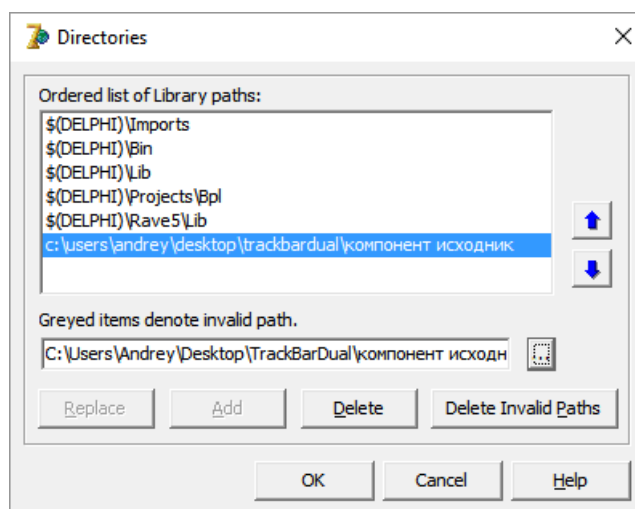 Directories
Ordered list of Library paths:
$(DELPHI)\Imports
$(DELPHI)\Bin
$(DELPHI)\Lib
$(DELPHI)\Projects\Bpl
$(DELPHI)\Rave5\Lib
c:\users\andrey\desktop\trackbardual\компонент исходник
Greyed items denote invalid path.
C:\Users\Andrey\Desktop\TrackBarDual\компонент исходн
...
Replace Add Delete Delete Invalid Paths
OK Cancel Help